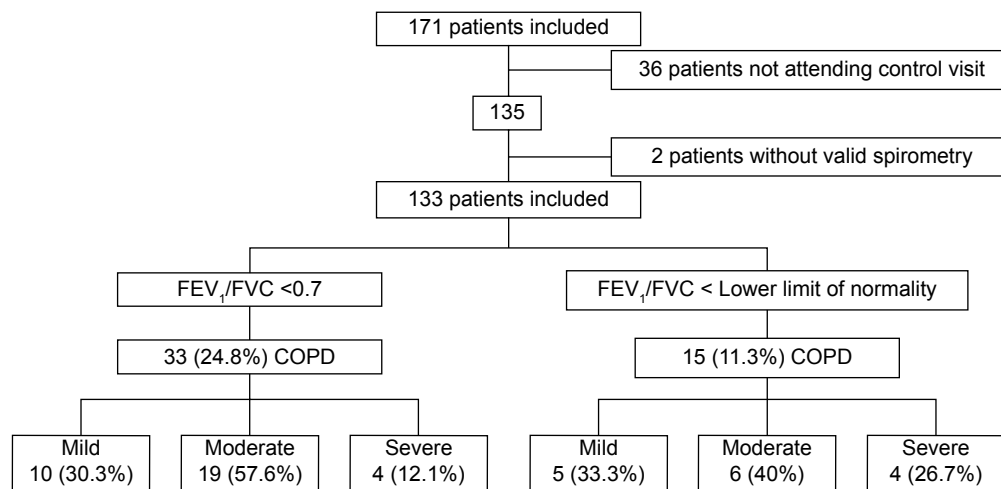 171 patients included
36 patients not attending control visit
135
2 patients without valid spirometry
133 patients included
FEV₁/FVC <0.7
FEV₁/FVC < Lower limit of normality
33 (24.8%) COPD
15 (11.3%) COPD
Mild
10 (30.3%)
Moderate
19 (57.6%)
Severe
4 (12.1%)
Mild
5 (33.3%)
Moderate
6 (40%)
Severe
4 (26.7%)